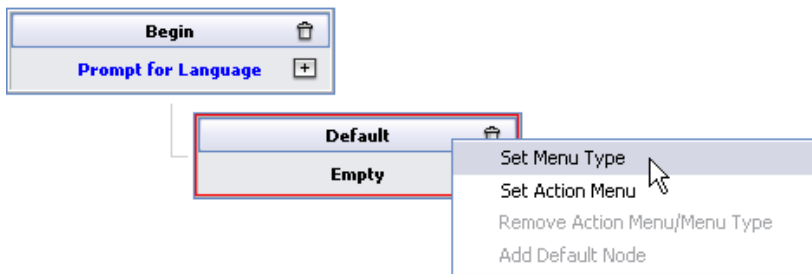 Begin
Prompt for Language
Default
Empty
Set Menu Type
Set Action Menu
Remove Action Menu/Menu Type
Add Default Node